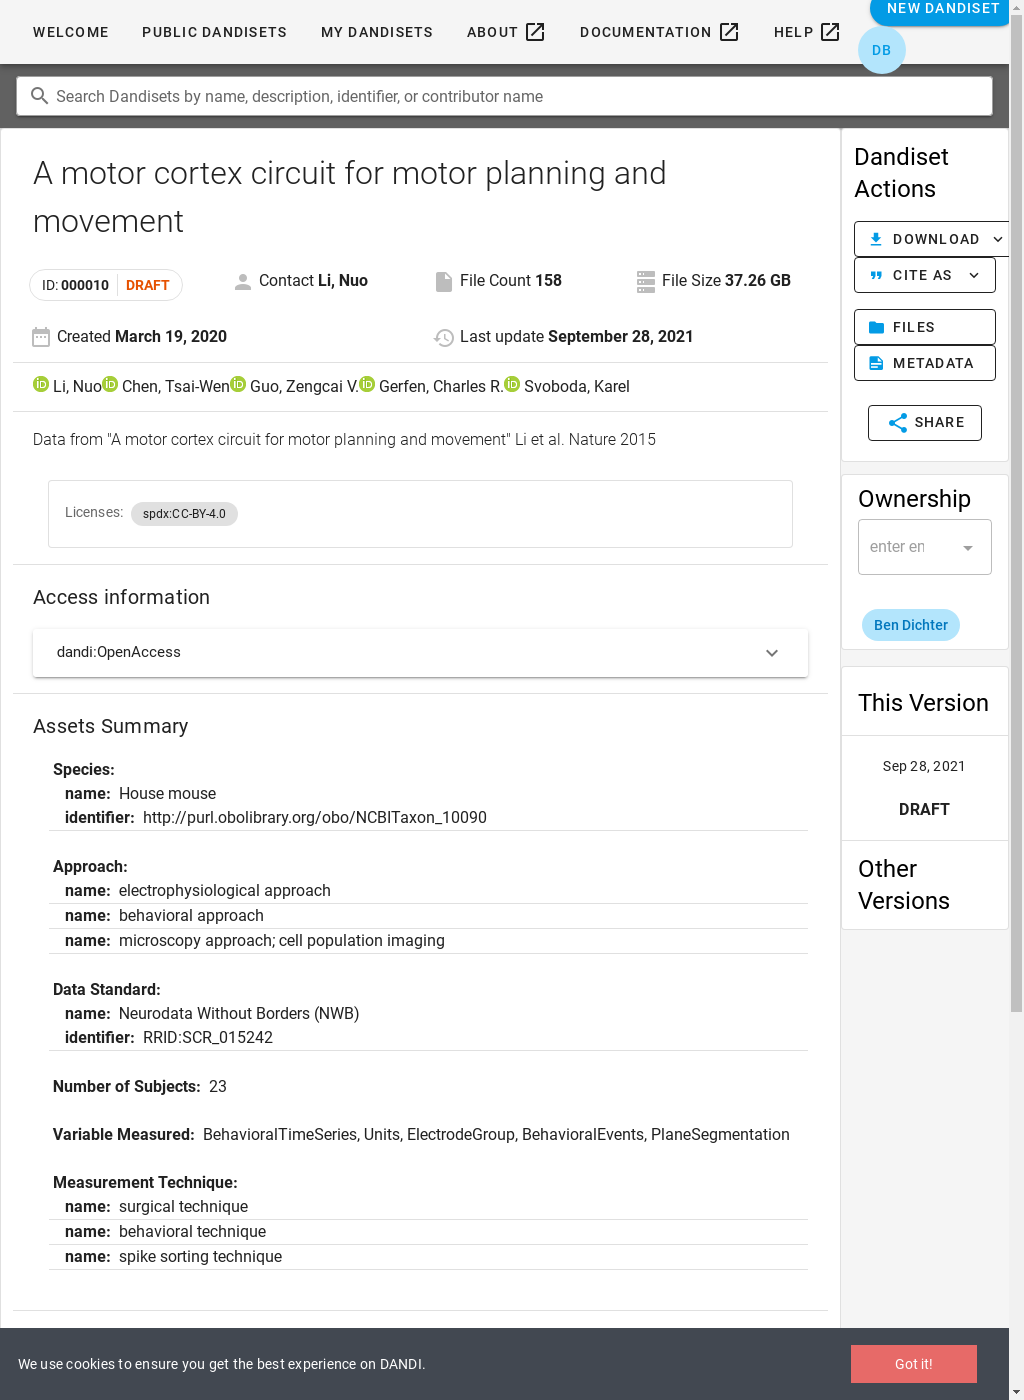 WELCOME PUBLIC DANDISETS MY DANDISETS ABOUT DOCUMENTATION HELP NEW DANDISET
DB
Search Dandisets by name, description, identifier, or contributor name
A motor cortex circuit for motor planning and
movement
ID: 000010 DRAFT Contact Li, Nuo File Count 158 File Size 37.26 GB
Created March 19, 2020 Last update September 28, 2021
iD Li, Nuo iD Chen, Tsai-Wen iD Guo, Zengcai V. iD Gerfen, Charles R. iD Svoboda, Karel
Data from "A motor cortex circuit for motor planning and movement" Li et al. Nature 2015
Licenses: spdx:CC-BY-4.0
Access information
dandi:OpenAccess
Assets Summary
Species:
name: House mouse
identifier: http://purl.obolibrary.org/obo/NCBITaxon_10090
Approach:
name: electrophysiological approach
name: behavioral approach
name: microscopy approach; cell population imaging
Data Standard:
name: Neurodata Without Borders (NWB)
identifier: RRID:SCR_015242
Number of Subjects: 23
Variable Measured: BehavioralTimeSeries, Units, ElectrodeGroup, BehavioralEvents, PlaneSegmentation
Measurement Technique:
name: surgical technique
name: behavioral technique
name: spike sorting technique
Dandiset
Actions
DOWNLOAD
CITE AS
FILES
METADATA
SHARE
Ownership
enter en
Ben Dichter
This Version
Sep 28, 2021
DRAFT
Other
Versions
We use cookies to ensure you get the best experience on DANDI. Got it!